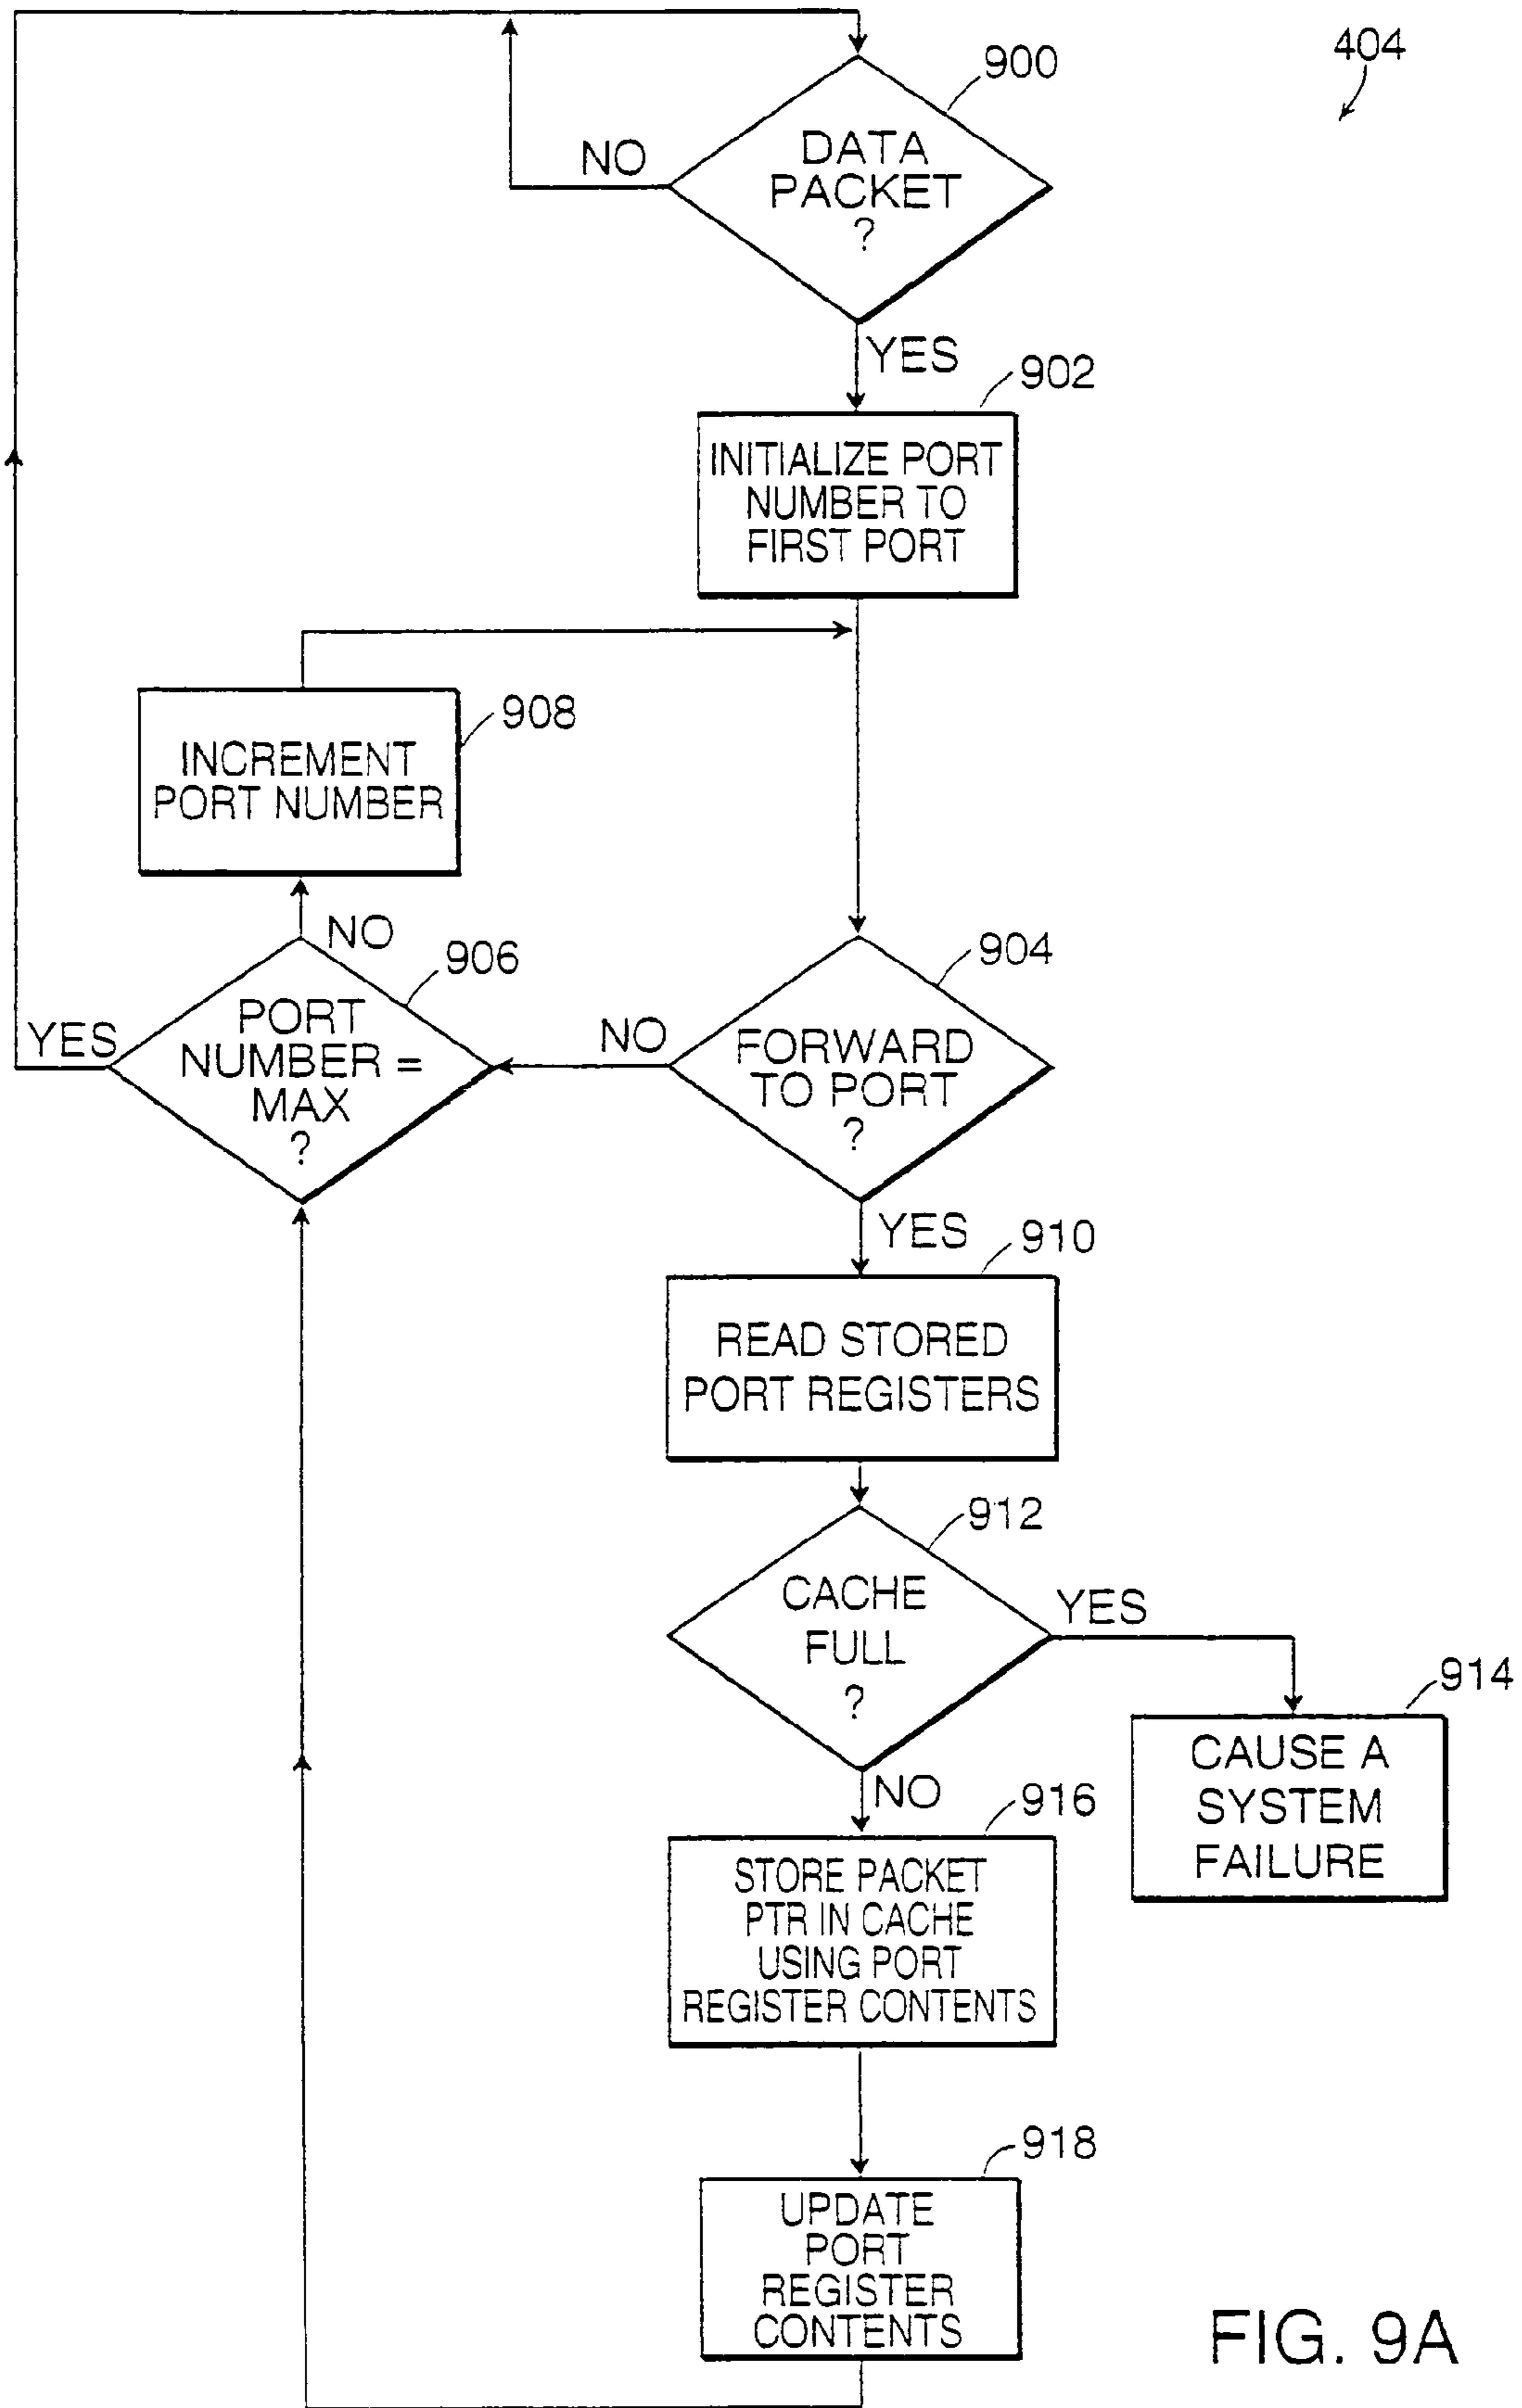 404
900
DATA
PACKET
?
NO
YES
902
INITIALIZE PORT
NUMBER TO
FIRST PORT
908
INCREMENT
PORT NUMBER
NO
906
PORT
NUMBER =
MAX
?
YES
NO
904
FORWARD
TO PORT
?
YES
910
READ STORED
PORT REGISTERS
912
CACHE
FULL
?
YES
914
CAUSE A
SYSTEM
FAILURE
NO
916
STORE PACKET
PTR IN CACHE
USING PORT
REGISTER CONTENTS
918
UPDATE
PORT
REGISTER
CONTENTS
FIG. 9A